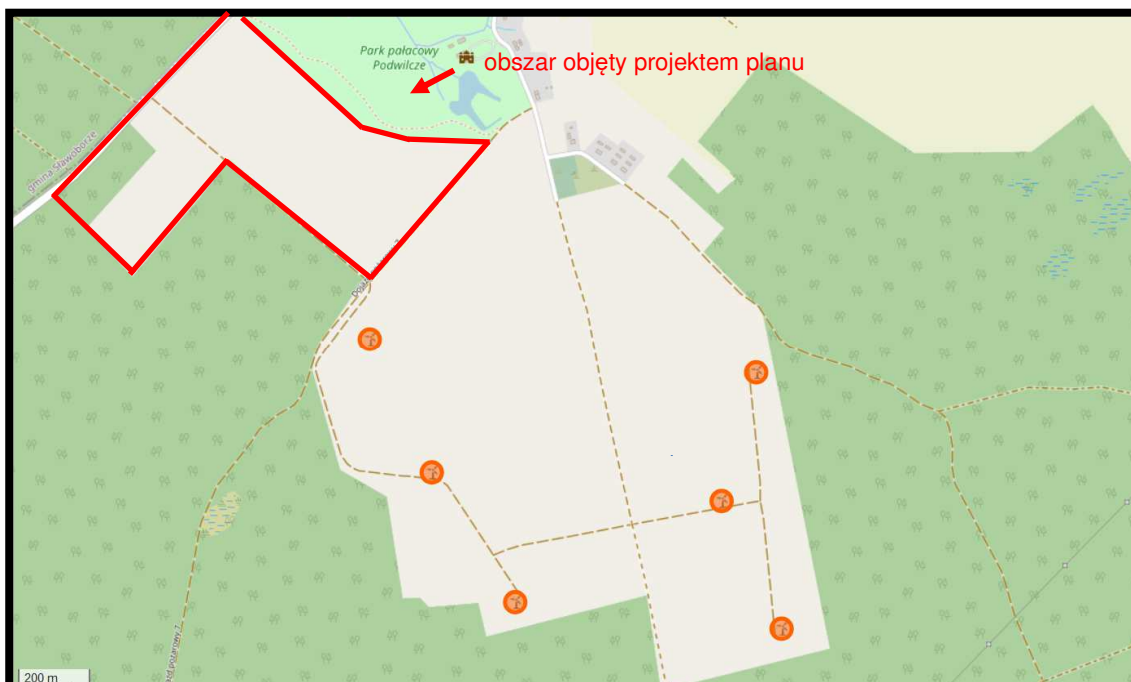 Park pałacowy
Podwilcze
obszar objęty projektem planu
gmina Sławoborze
200 m